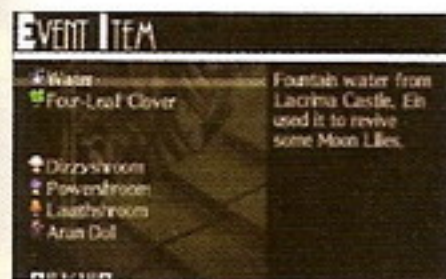 EVENT ITEM
Water
Four-Leaf Clover
Dizzyshroom
Powershroom
Laughshroom
Arun Doll
Fountain water from
Lacrima Castle. Ein
used it to revive
some Moon Lilies.